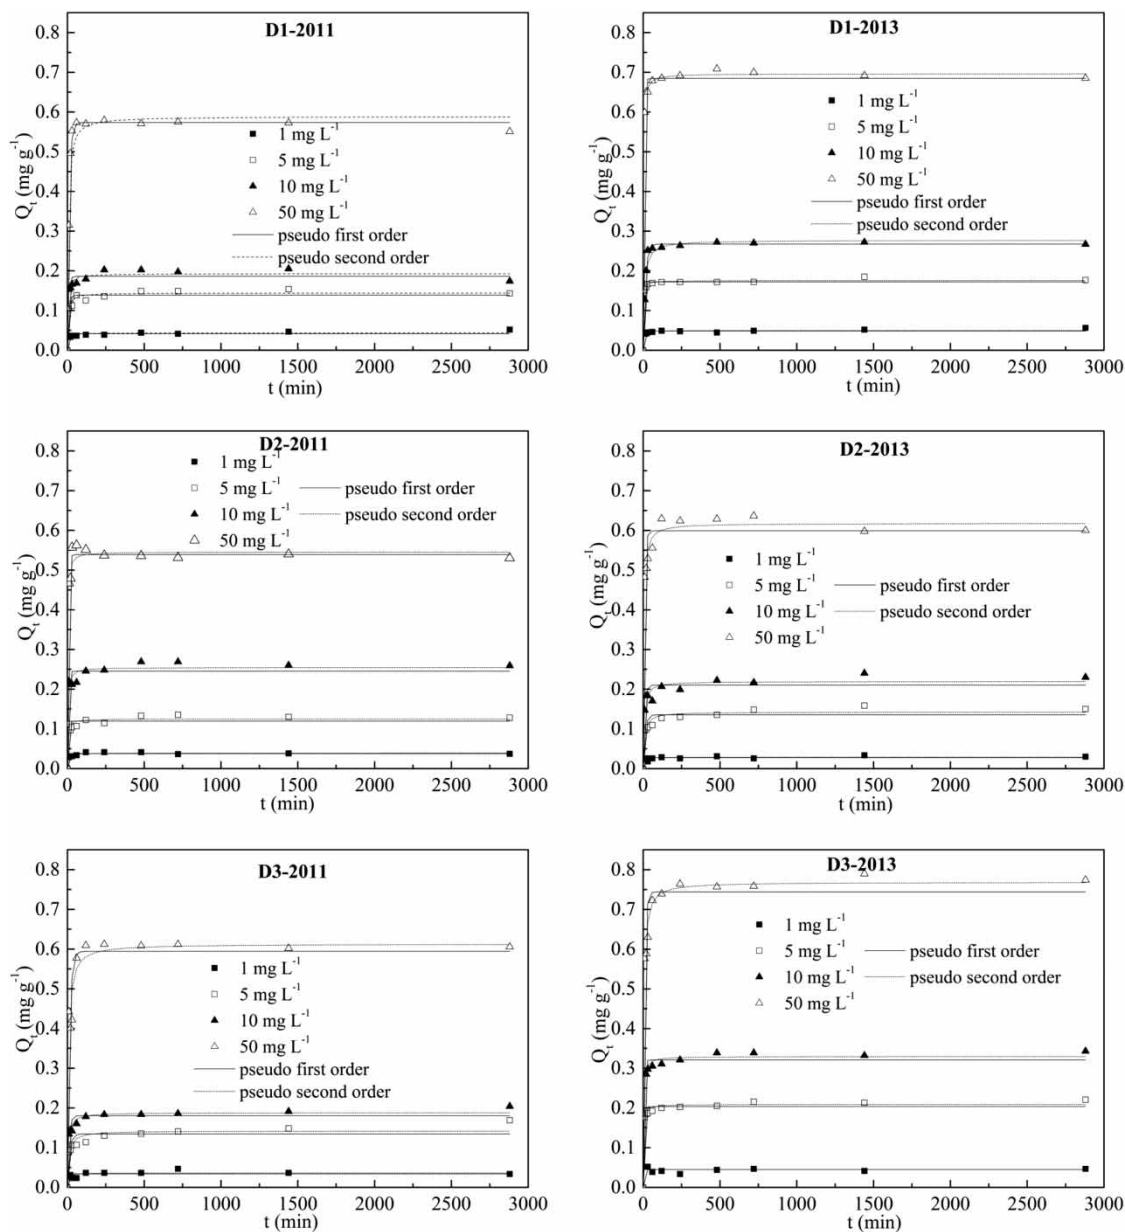 D1-2011
0.8
0.7
0.6
0.5
0.4
0.3
0.2
0.1
0.0
Qt (mg g-1)
1 mg L-1
5 mg L-1
10 mg L-1
50 mg L-1
pseudo first order
pseudo second order
0 500 1000 1500 2000 2500 3000
t (min)
D1-2013
0.8
0.7
0.6
0.5
0.4
0.3
0.2
0.1
0.0
Qt (mg g-1)
1 mg L-1
5 mg L-1
10 mg L-1
50 mg L-1
pseudo first order
pseudo second order
0 500 1000 1500 2000 2500 3000
t (min)
D2-2011
0.8
0.7
0.6
0.5
0.4
0.3
0.2
0.1
0.0
Qt (mg g-1)
1 mg L-1
5 mg L-1 pseudo first order
10 mg L-1 pseudo second order
50 mg L-1
0 500 1000 1500 2000 2500 3000
t (min)
D2-2013
0.8
0.7
0.6
0.5
0.4
0.3
0.2
0.1
0.0
Qt (mg g-1)
1 mg L-1
5 mg L-1 pseudo first order
10 mg L-1 pseudo second order
50 mg L-1
0 500 1000 1500 2000 2500 3000
t (min)
D3-2011
0.8
0.7
0.6
0.5
0.4
0.3
0.2
0.1
0.0
Qt (mg g-1)
1 mg L-1
5 mg L-1
10 mg L-1
50 mg L-1
pseudo first order
pseudo second order
0 500 1000 1500 2000 2500 3000
t (min)
D3-2013
0.8
0.7
0.6
0.5
0.4
0.3
0.2
0.1
0.0
Qt (mg g-1)
1 mg L-1
5 mg L-1 pseudo first order
10 mg L-1 pseudo second order
50 mg L-1
0 500 1000 1500 2000 2500 3000
t (min)